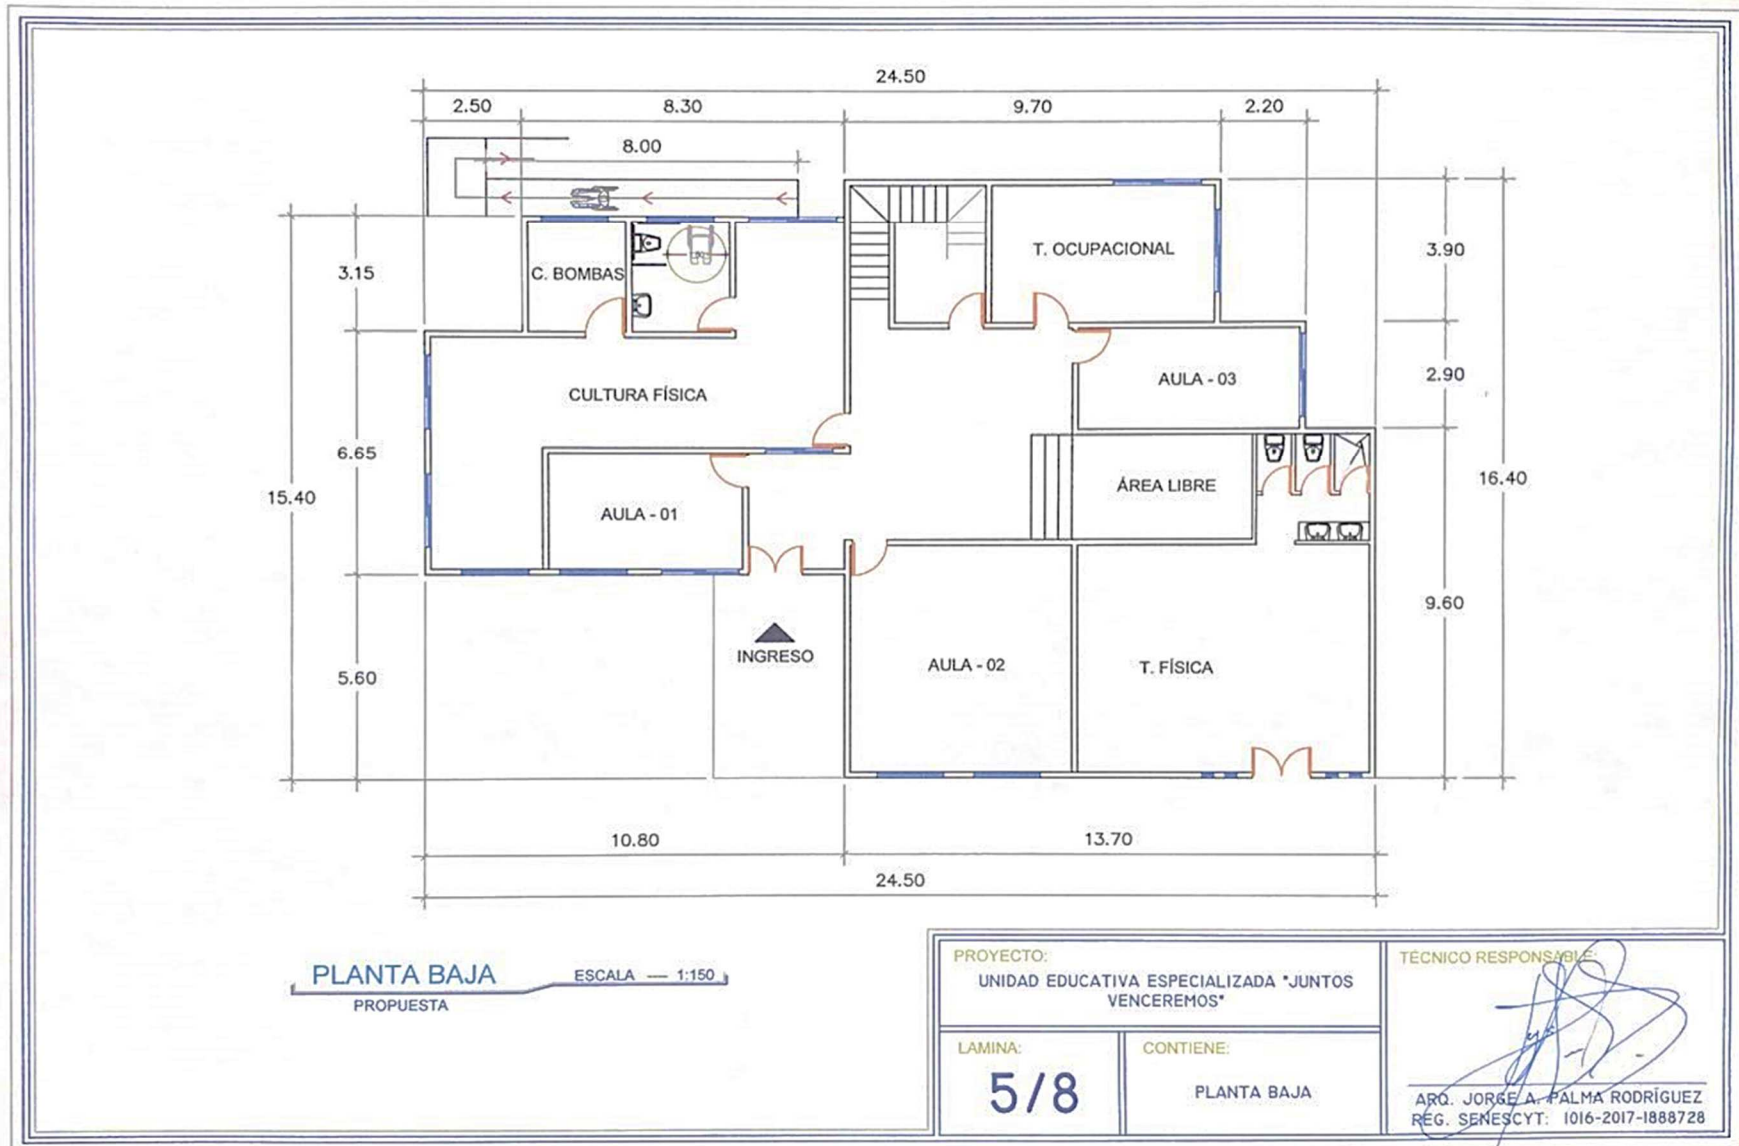 24.50
2.50
8.30
9.70
2.20
8.00
T. OCUPACIONAL
C. BOMBAS
3.15
3.90
CULTURA FÍSICA
AULA - 03
2.90
6.65
15.40
AULA - 01
ÁREA LIBRE
16.40
9.60
INGRESO
AULA - 02
T. FÍSICA
5.60
10.80
13.70
24.50
PLANTA BAJA
ESCALA — 1:150
PROPUESTA
PROYECTO:
UNIDAD EDUCATIVA ESPECIALIZADA "JUNTOS
VENCEREMOS"
LAMINA:
5/8
CONTIENE:
PLANTA BAJA
TÉCNICO RESPONSABLE:
ARQ. JORGE A. PALMA RODRÍGUEZ
REG. SENESCYT: 1016-2017-1888728